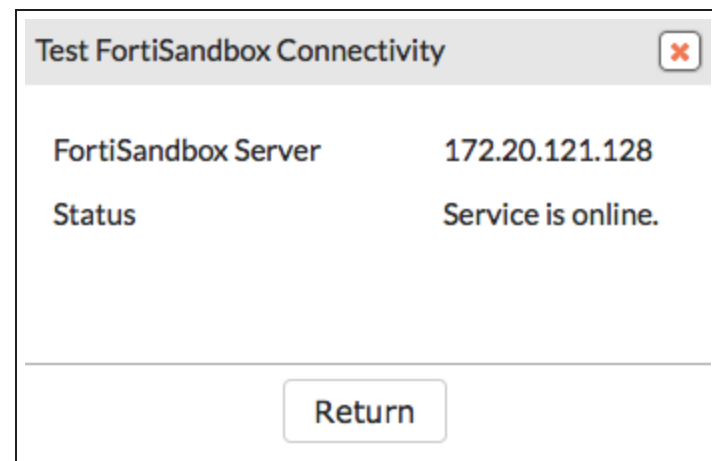 Test FortiSandbox Connectivity
FortiSandbox Server 172.20.121.128
Status Service is online.
Return